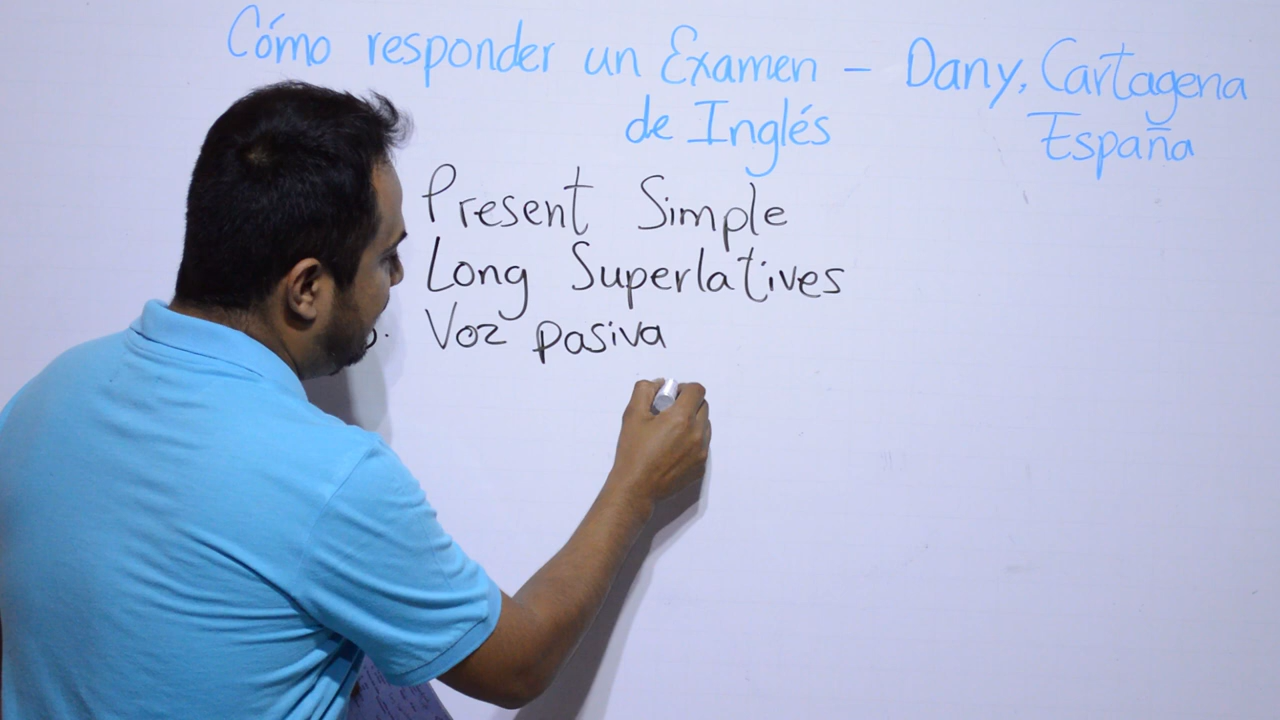 Cómo responder un Examen - Dany, Cartagena
de Inglés España
Present Simple
Long Superlatives
Voz pasiva